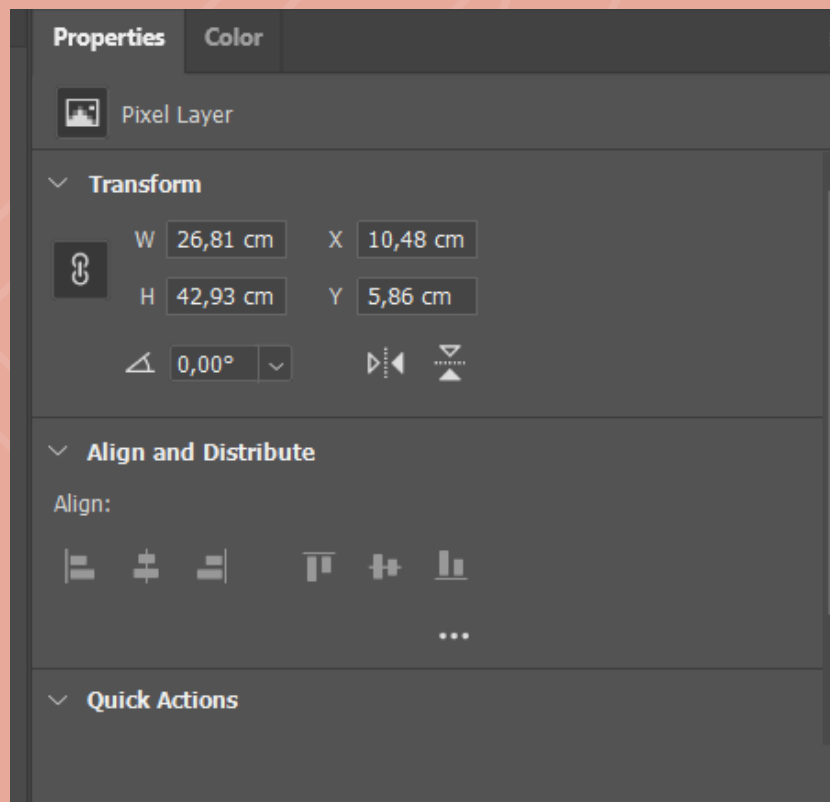 Properties Color
Pixel Layer
Transform
W 26,81 cm X 10,48 cm
H 42,93 cm Y 5,86 cm
0,00°
Align and Distribute
Align:
Quick Actions